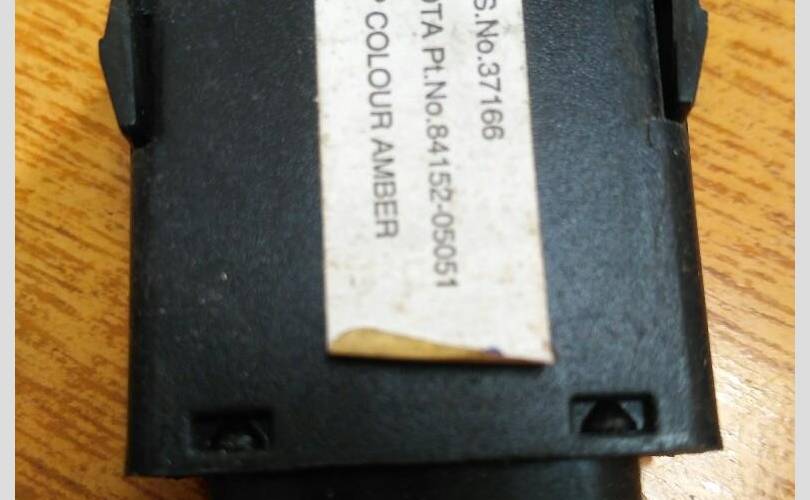 S.No.37166
OTA Pt.No.84152-05051
P COLOUR AMBER